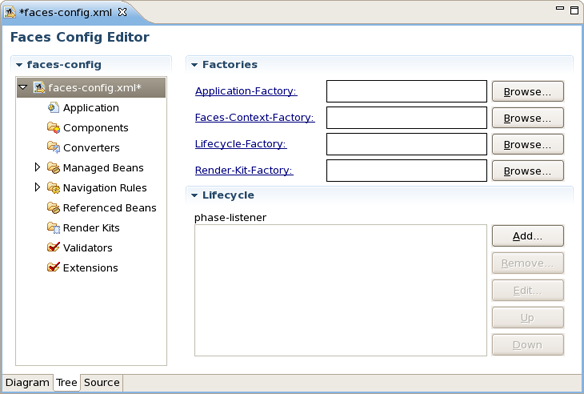 *faces-config.xml
Faces Config Editor
faces-config
faces-config.xml*
Application
Components
Converters
Managed Beans
Navigation Rules
Referenced Beans
Render Kits
Validators
Extensions
Factories
Application-Factory: Browse...
Faces-Context-Factory: Browse...
Lifecycle-Factory: Browse...
Render-Kit-Factory: Browse...
Lifecycle
phase-listener
Add...
Remove...
Edit...
Up
Down
Diagram Tree Source